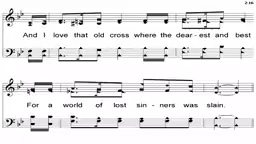 And I love that old cross where the dear-est and best
For a world of lost sin-ners was slain.